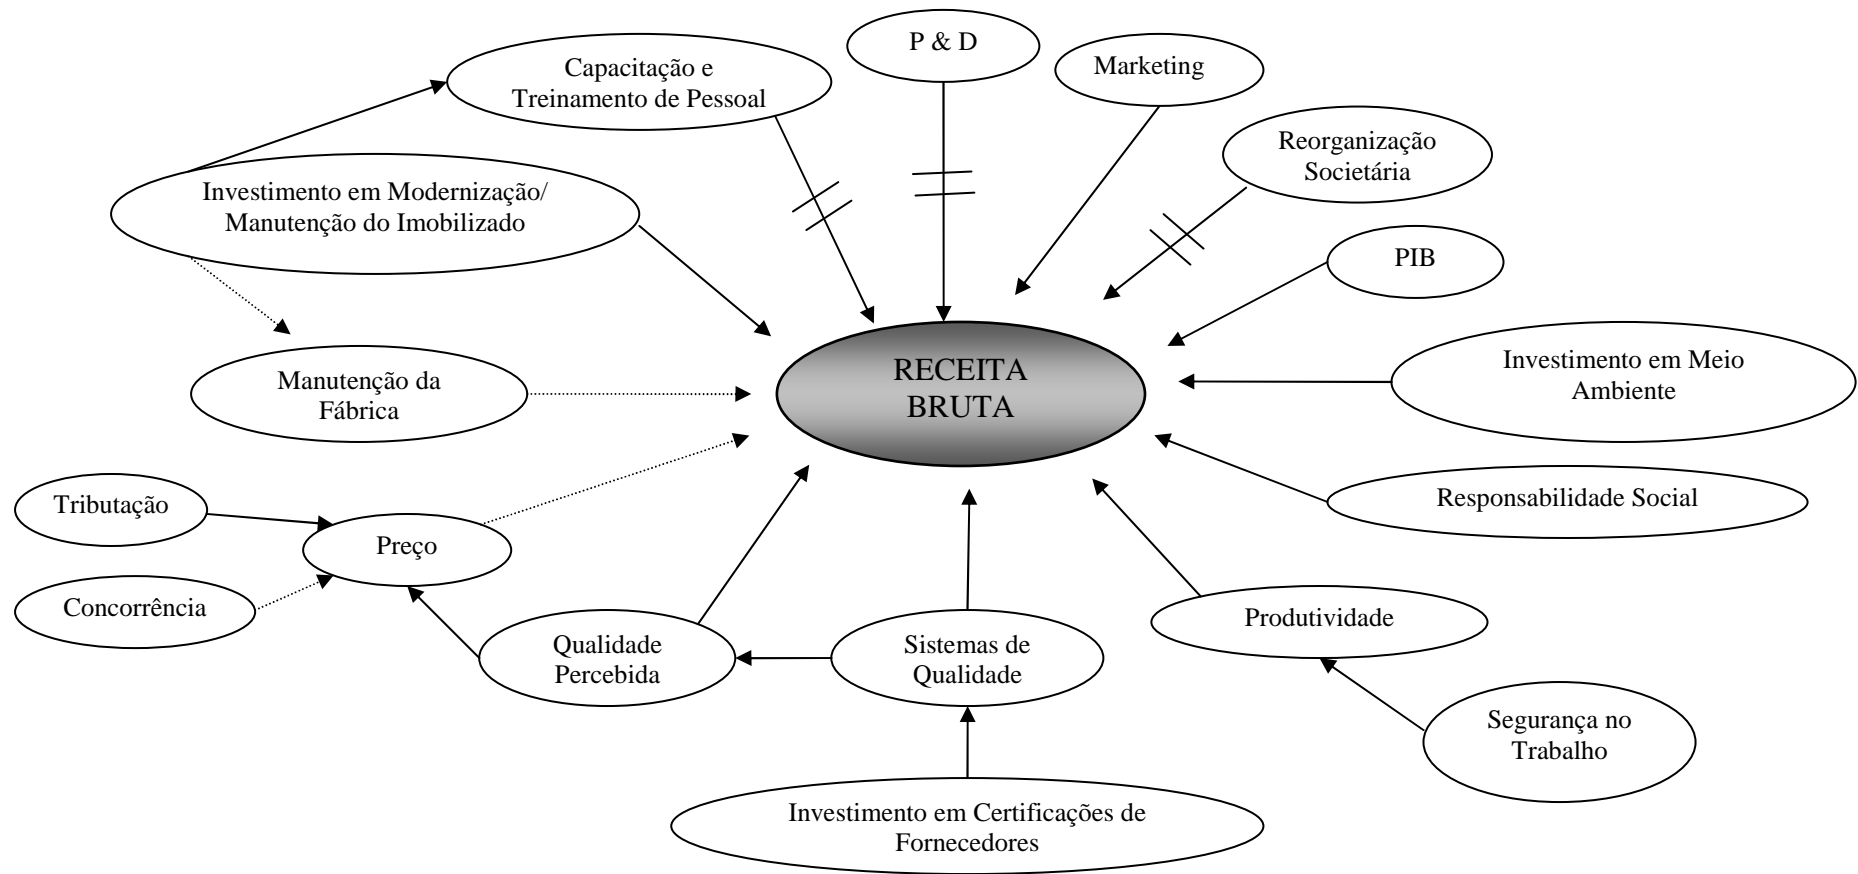 P & D
Marketing
Capacitação e
Treinamento de Pessoal
Reorganização
Societária
Investimento em Modernização/
Manutenção do Imobilizado
PIB
RECEITA
BRUTA
Investimento em Meio
Ambiente
Manutenção da
Fábrica
Responsabilidade Social
Tributação
Preço
Concorrência
Produtividade
Qualidade
Percebida
Sistemas de
Qualidade
Segurança no
Trabalho
Investimento em Certificações de
Fornecedores